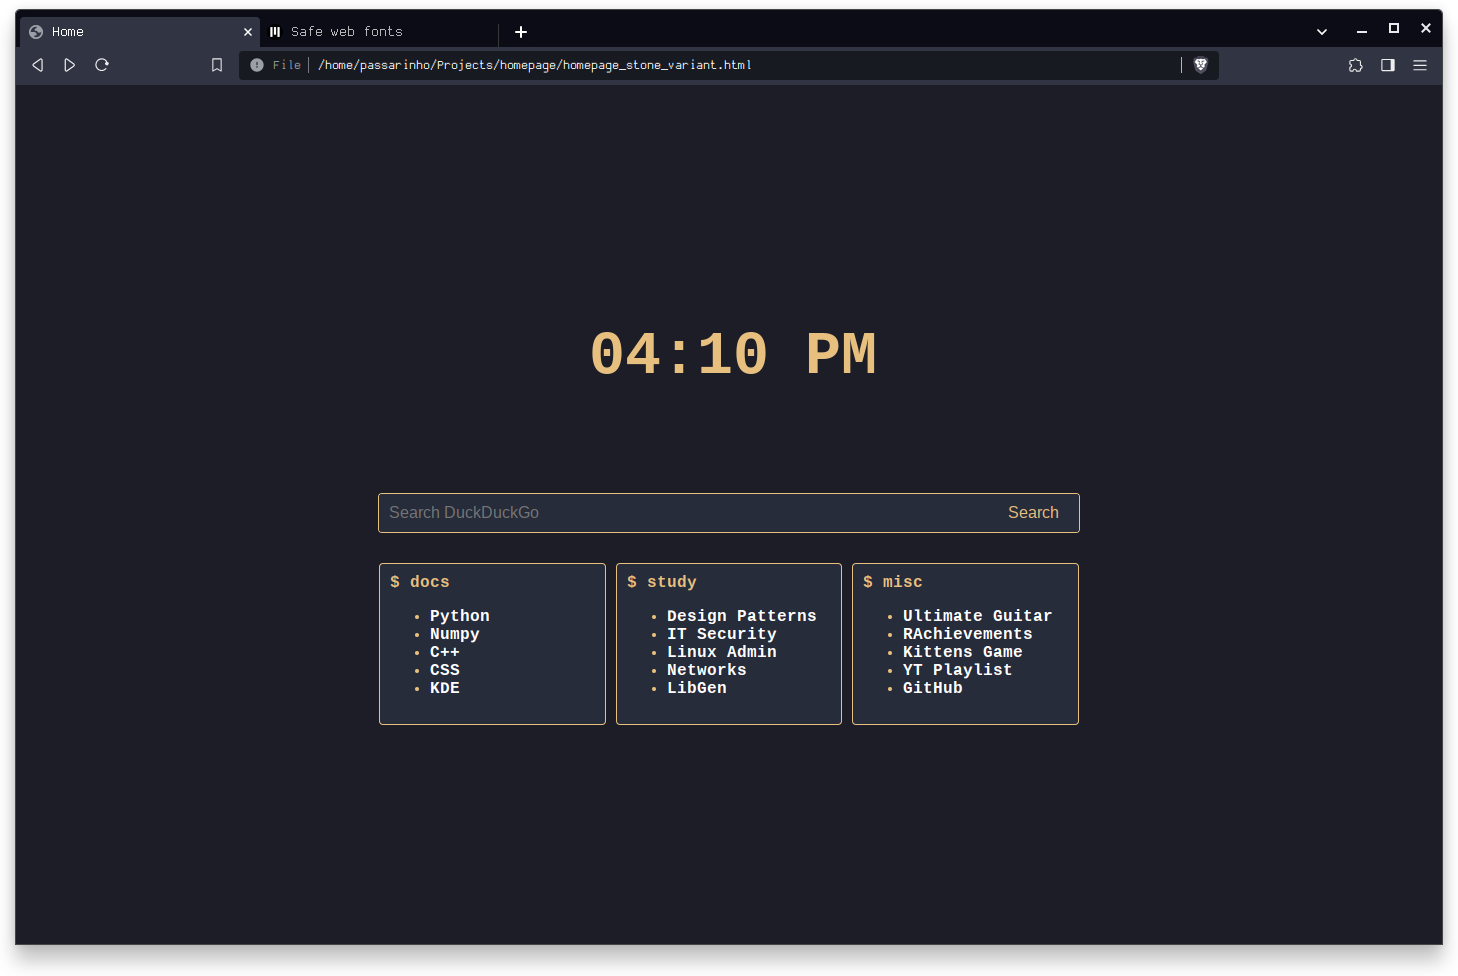 Home
Safe web fonts
File
/home/passarinho/Projects/homepage/homepage_stone_variant.html
04:10 PM
Search DuckDuckGo
Search
$ docs
Python
Numpy
C++
CSS
KDE
$ study
Design Patterns
IT Security
Linux Admin
Networks
LibGen
$ misc
Ultimate Guitar
RAchievements
Kittens Game
YT Playlist
GitHub